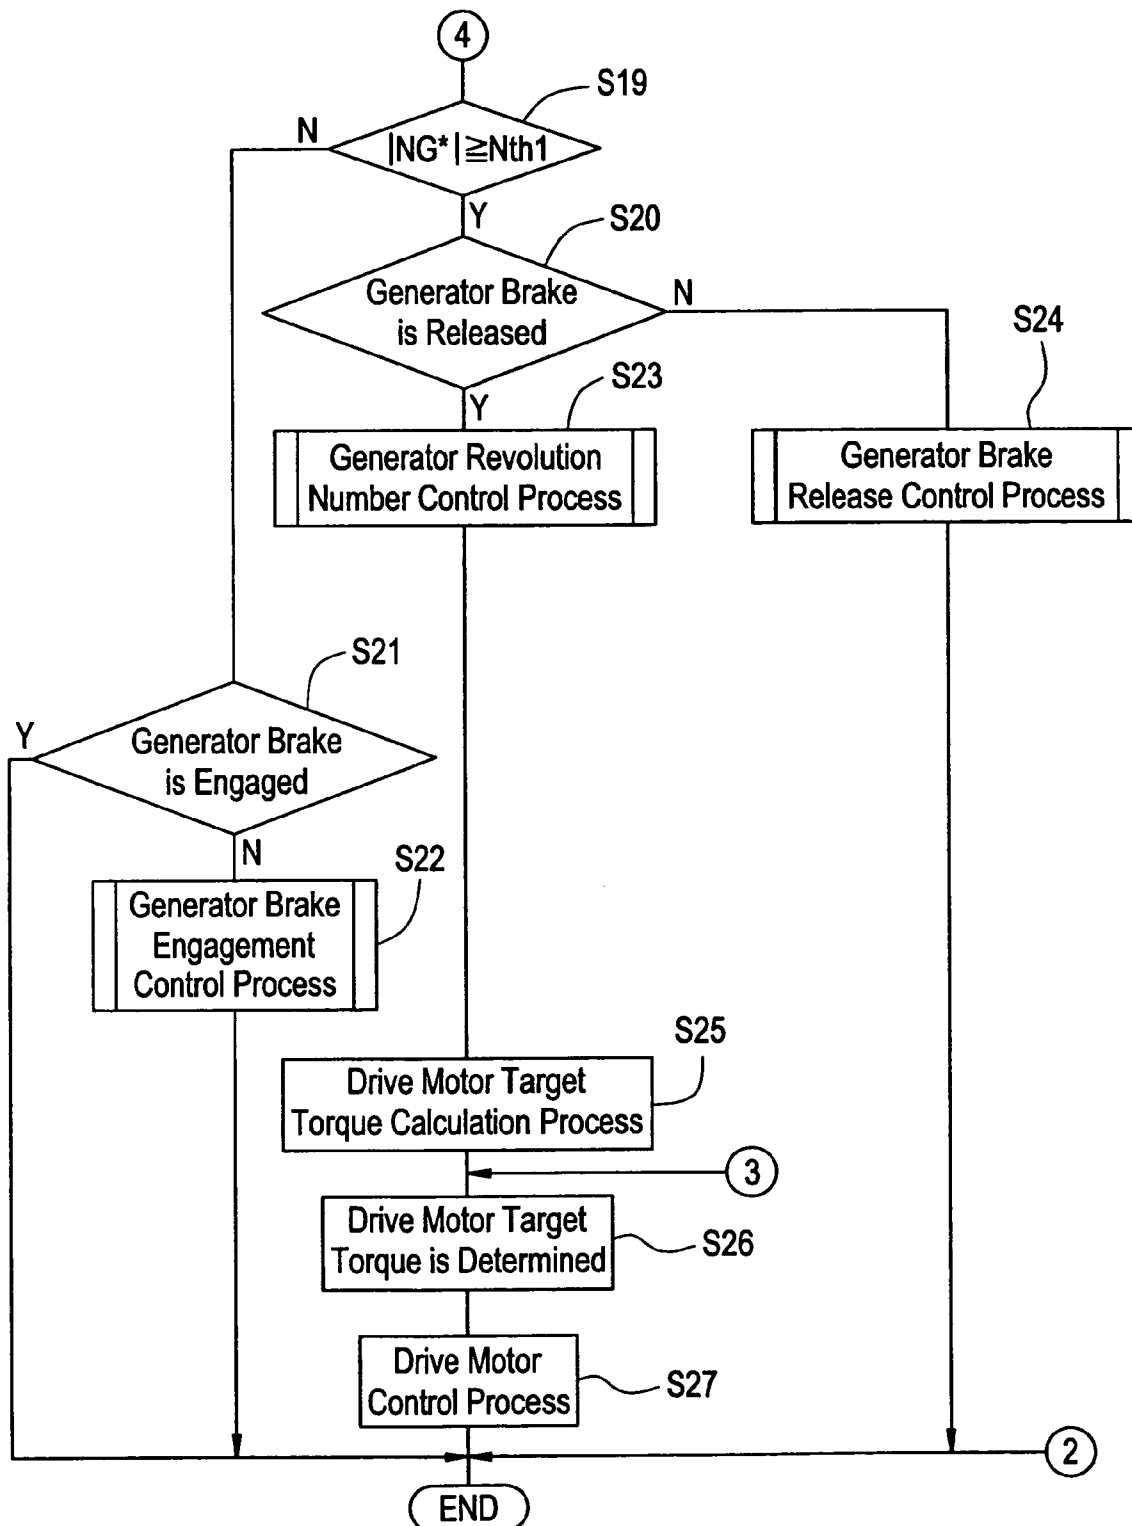 4
S19
N
|NG*|≧Nth1
Y
S20
Generator Brake
is Released
N
S24
Y
S23
Generator Revolution
Number Control Process
Generator Brake
Release Control Process
S21
Y
Generator Brake
is Engaged
N
S22
Generator Brake
Engagement
Control Process
S25
Drive Motor Target
Torque Calculation Process
3
Drive Motor Target
Torque is Determined
S26
Drive Motor
Control Process
S27
2
END